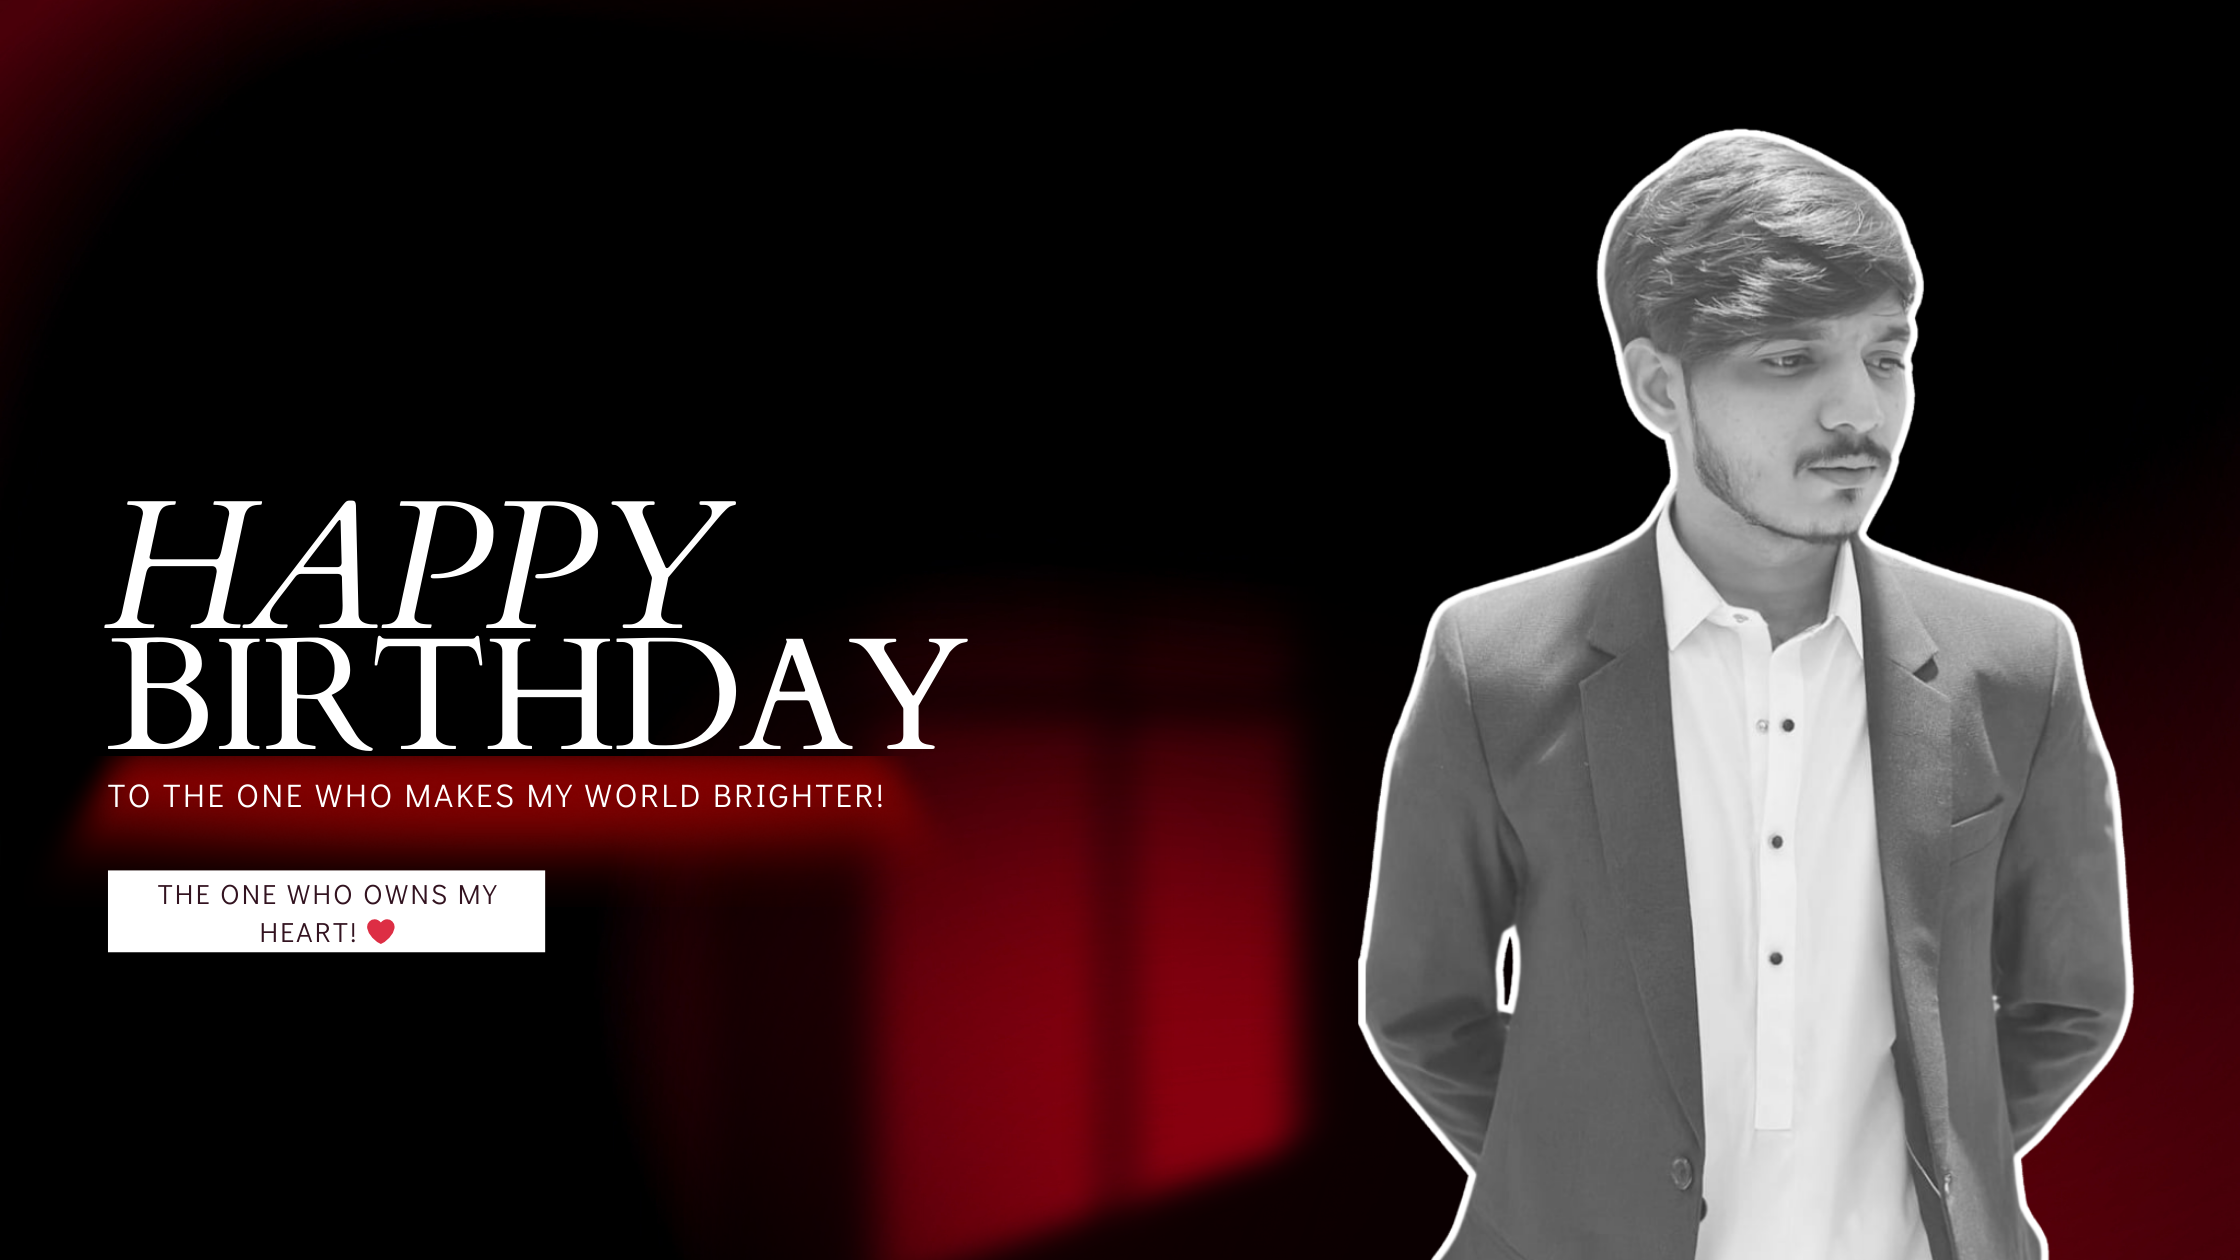 HAPPY
BIRTHDAY
TO THE ONE WHO MAKES MY WORLD BRIGHTER!
THE ONE WHO OWNS MY
HEART! ❤️